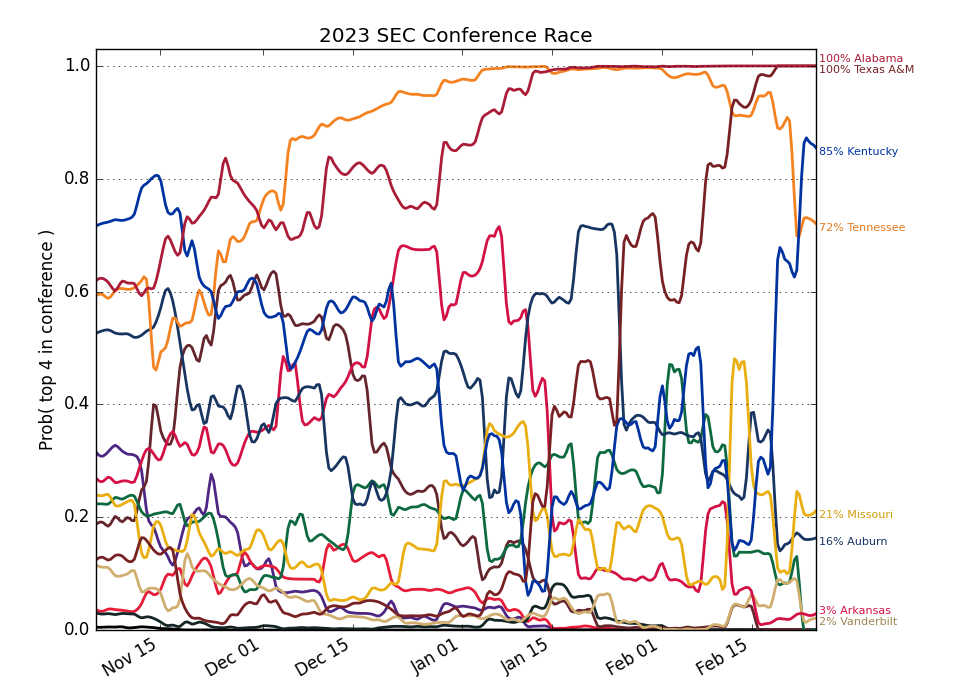 2023 SEC Conference Race
Prob( top 4 in conference )
1.0
0.8
0.6
0.4
0.2
0.0
Nov 15
Dec 01
Dec 15
Jan 01
Jan 15
Feb 01
Feb 15
100% Alabama
100% Texas A&M
85% Kentucky
72% Tennessee
21% Missouri
16% Auburn
3% Arkansas
2% Vanderbilt